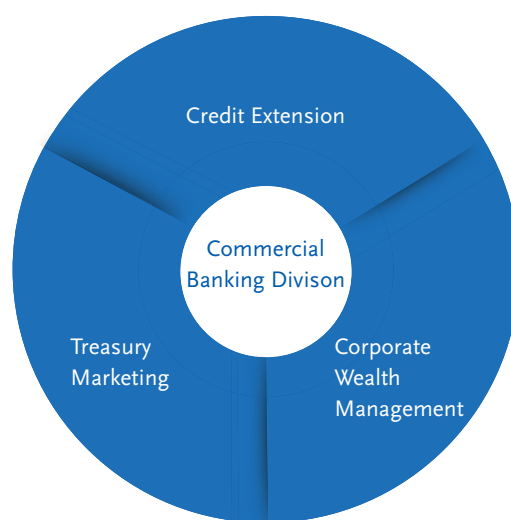 Credit Extension
Commercial
Banking Divison
Treasury
Marketing
Corporate
Wealth
Management